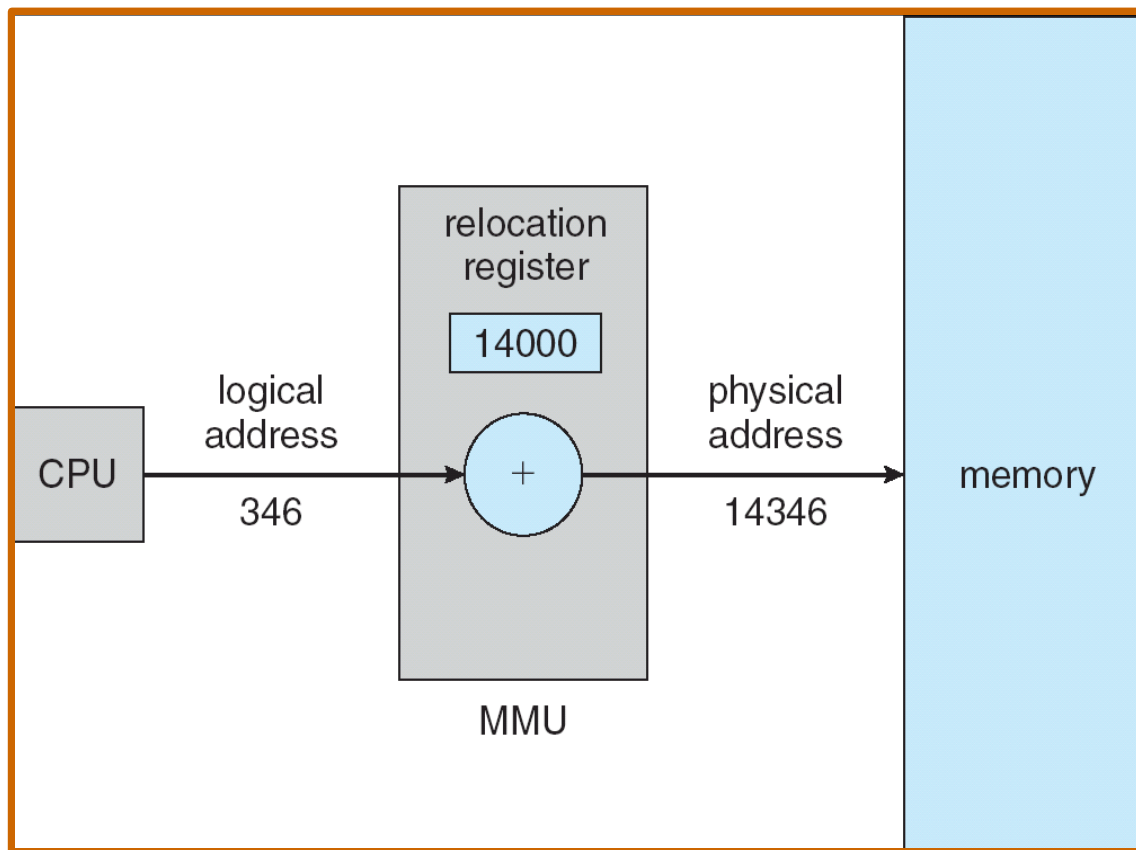 relocation
register
14000
logical
address
physical
address
CPU
+
memory
346
14346
MMU